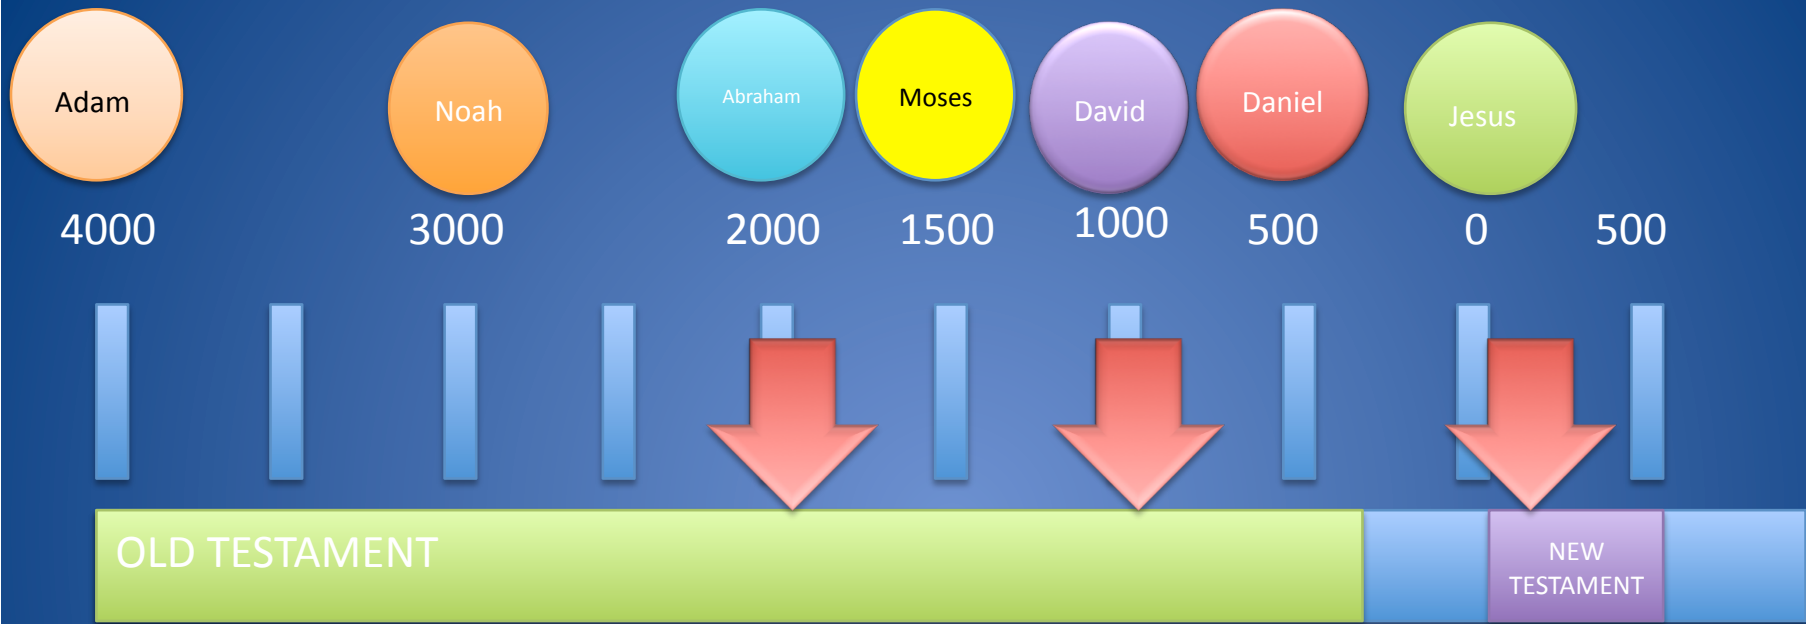 Adam
Noah
Abraham
Moses
David
Daniel
Jesus
4000
3000
2000
1500
1000
500
0
500
OLD TESTAMENT
NEW
TESTAMENT